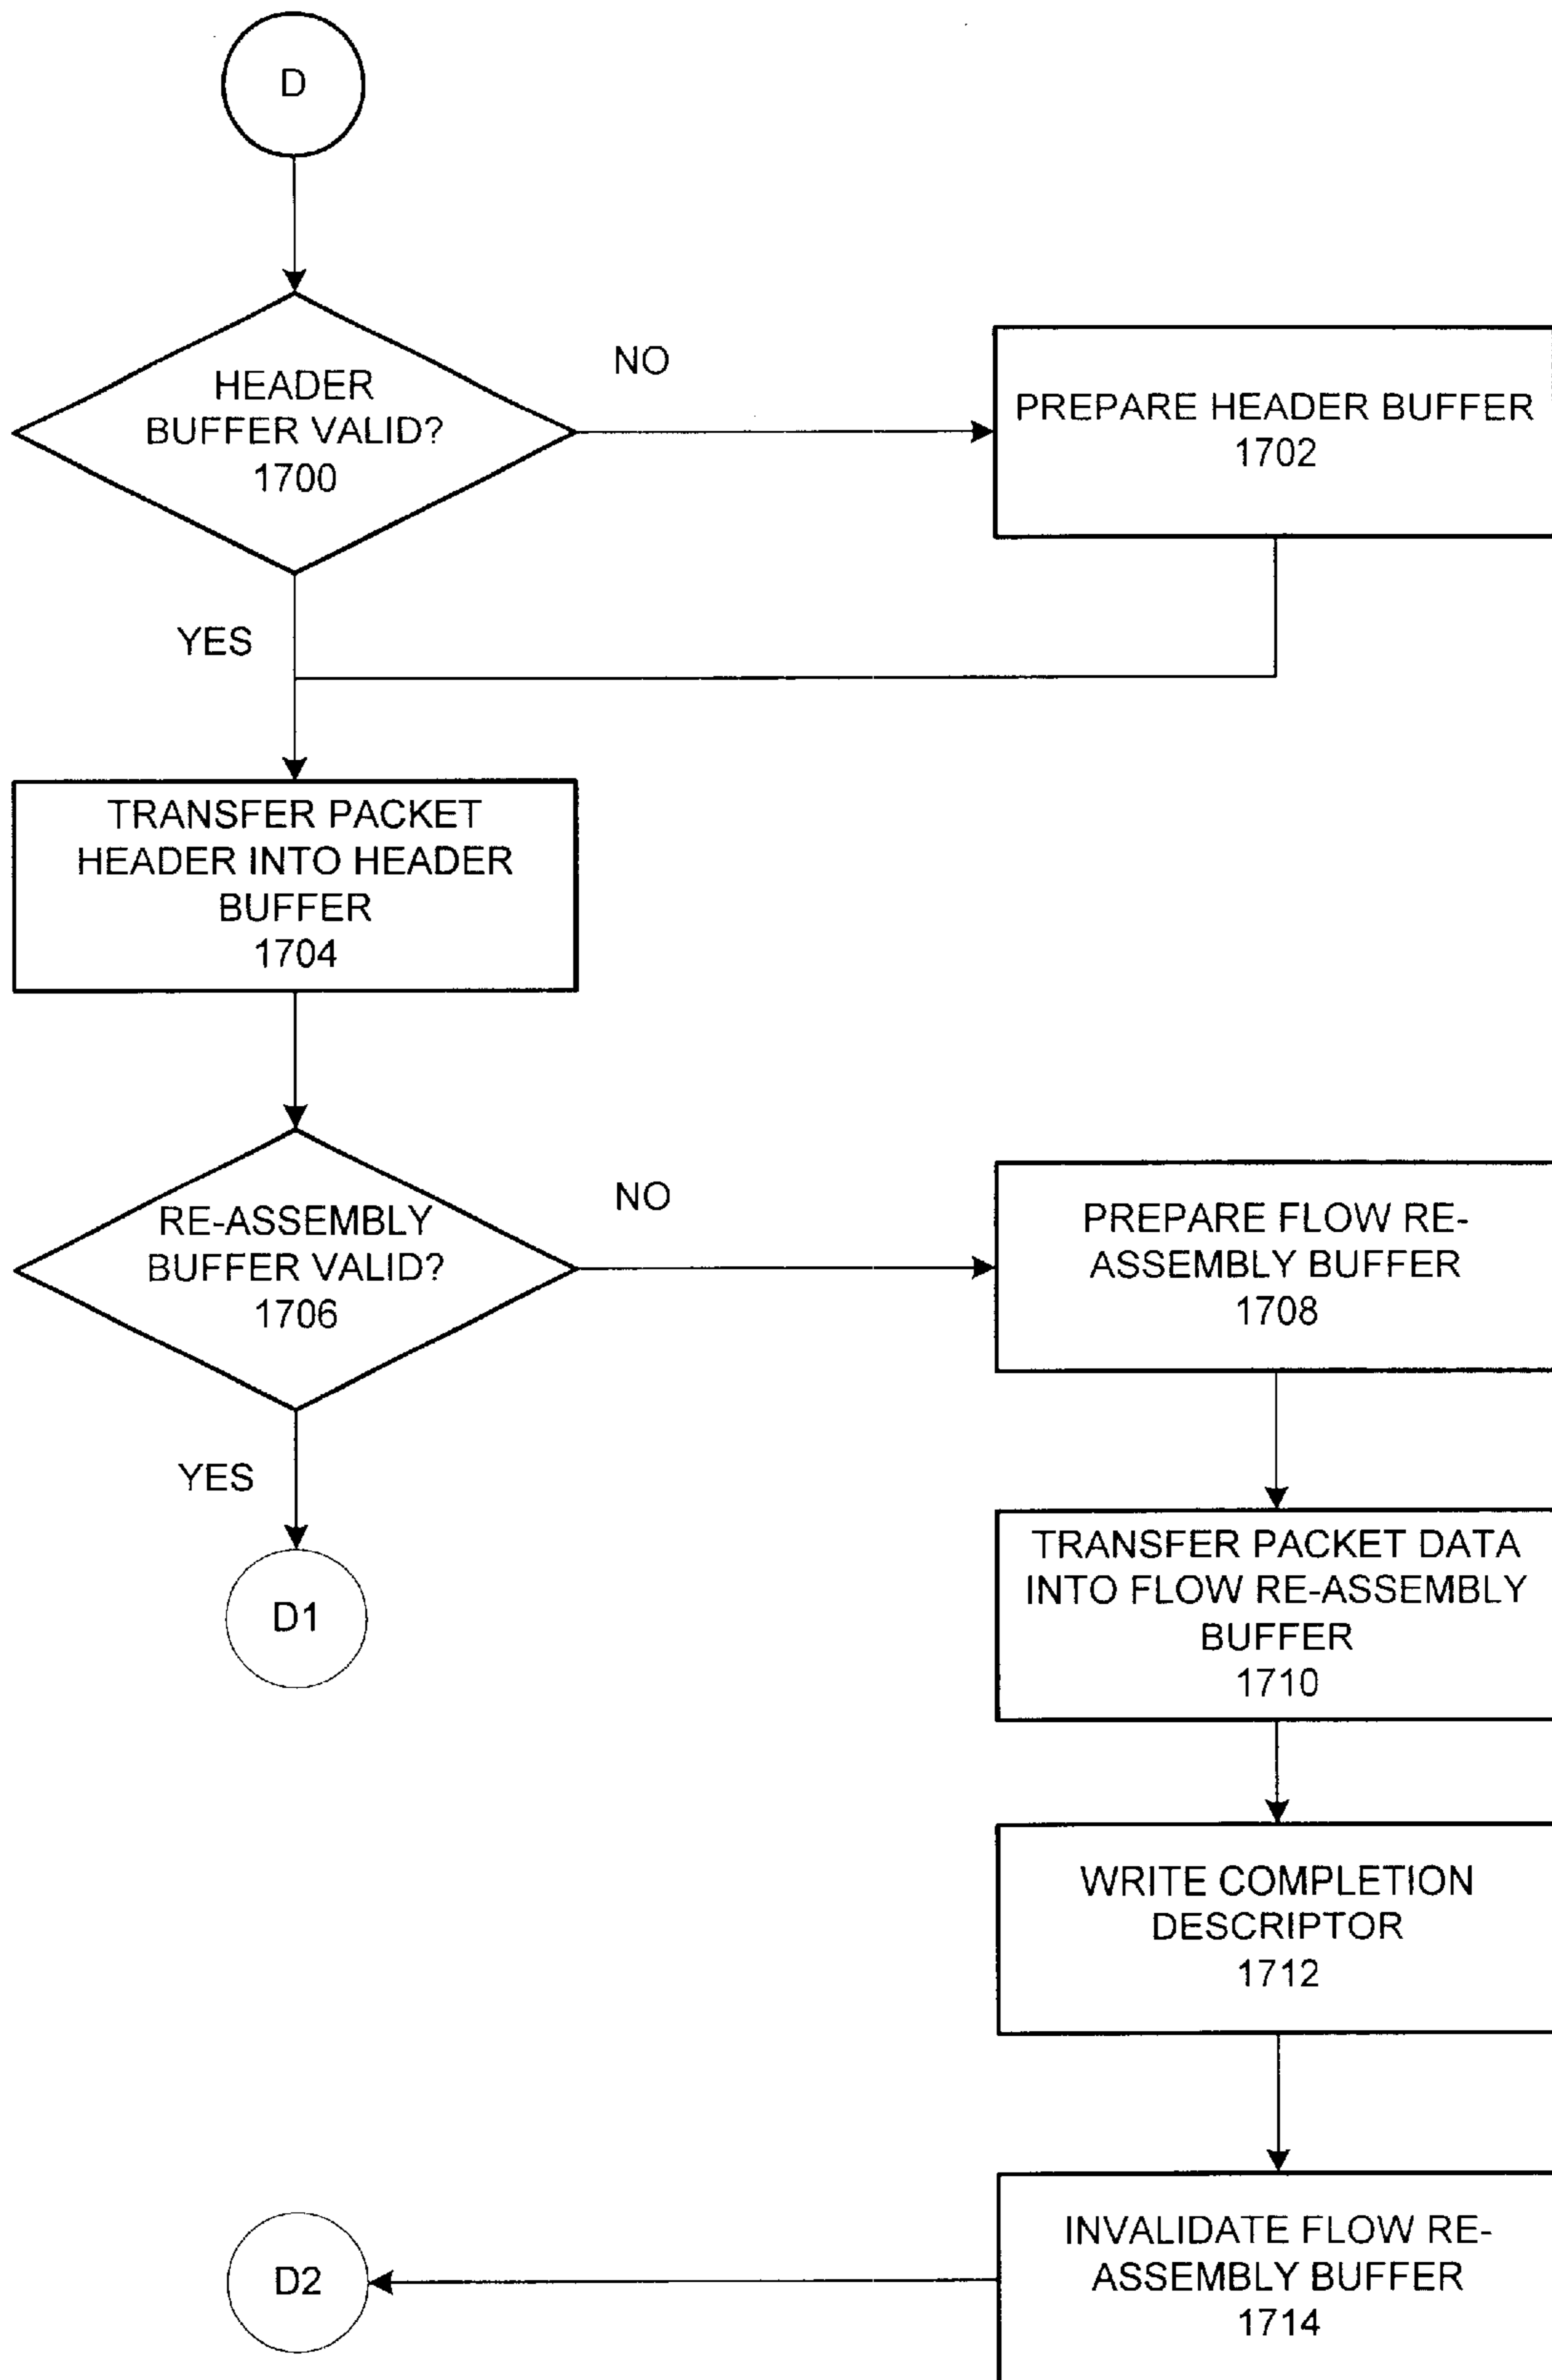 D
HEADER
BUFFER VALID?
1700
NO
PREPARE HEADER BUFFER
1702
YES
TRANSFER PACKET
HEADER INTO HEADER
BUFFER
1704
RE-ASSEMBLY
BUFFER VALID?
1706
NO
PREPARE FLOW RE-
ASSEMBLY BUFFER
1708
YES
D1
TRANSFER PACKET DATA
INTO FLOW RE-ASSEMBLY
BUFFER
1710
WRITE COMPLETION
DESCRIPTOR
1712
INVALIDATE FLOW RE-
ASSEMBLY BUFFER
1714
D2